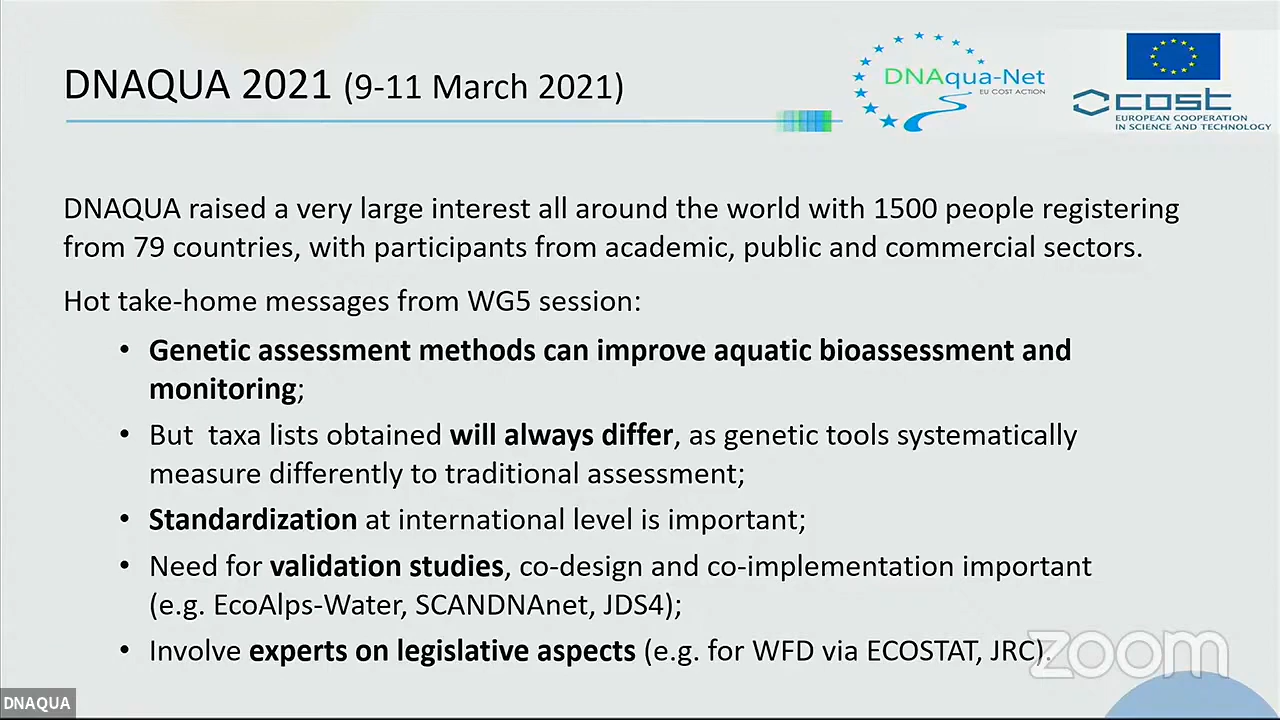 DNAQUA 2021 (9-11 March 2021)
DNAqua-Net
EU COST ACTION
cost
EUROPEAN COOPERATION
IN SCIENCE AND TECHNOLOGY
DNAQUA raised a very large interest all around the world with 1500 people registering
from 79 countries, with participants from academic, public and commercial sectors.
Hot take-home messages from WG5 session:
• Genetic assessment methods can improve aquatic bioassessment and
monitoring;
• But taxa lists obtained will always differ, as genetic tools systematically
measure differently to traditional assessment;
• Standardization at international level is important;
• Need for validation studies, co-design and co-implementation important
(e.g. EcoAlps-Water, SCANDNAnet, JDS4);
• Involve experts on legislative aspects (e.g. for WFD via ECOSTAT, JRC).
zoom
DNAQUA